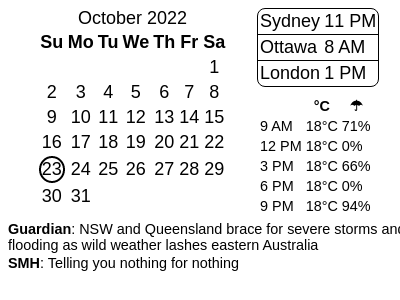 October 2022
Su Mo Tu We Th Fr Sa
1
2 3 4 5 6 7 8
9 10 11 12 13 14 15
16 17 18 19 20 21 22
23 24 25 26 27 28 29
30 31
Sydney 11 PM
Ottawa 8 AM
London 1 PM
°C ☂
9 AM 18°C 71%
12 PM 18°C 0%
3 PM 18°C 66%
6 PM 18°C 0%
9 PM 18°C 94%
Guardian: NSW and Queensland brace for severe storms and
flooding as wild weather lashes eastern Australia
SMH: Telling you nothing for nothing